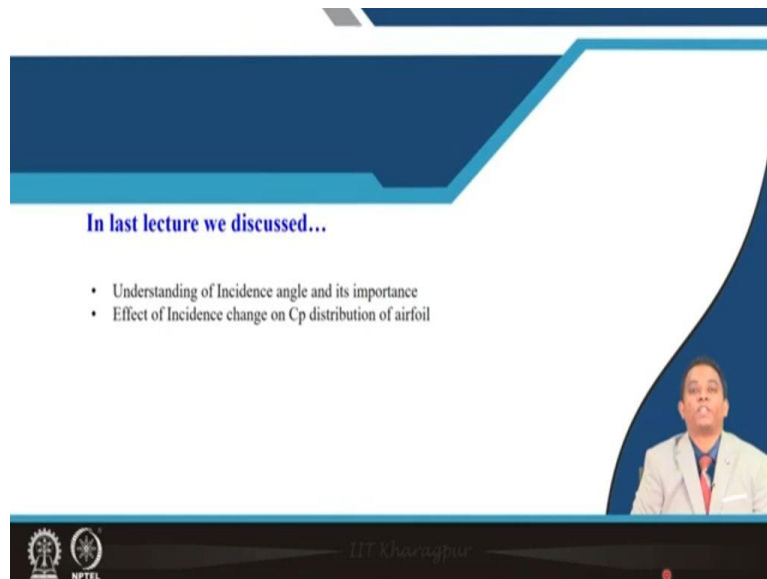 In last lecture we discussed...
• Understanding of Incidence angle and its importance
• Effect of Incidence change on Cp distribution of airfoil
IIT Kharagpur
NPTEL